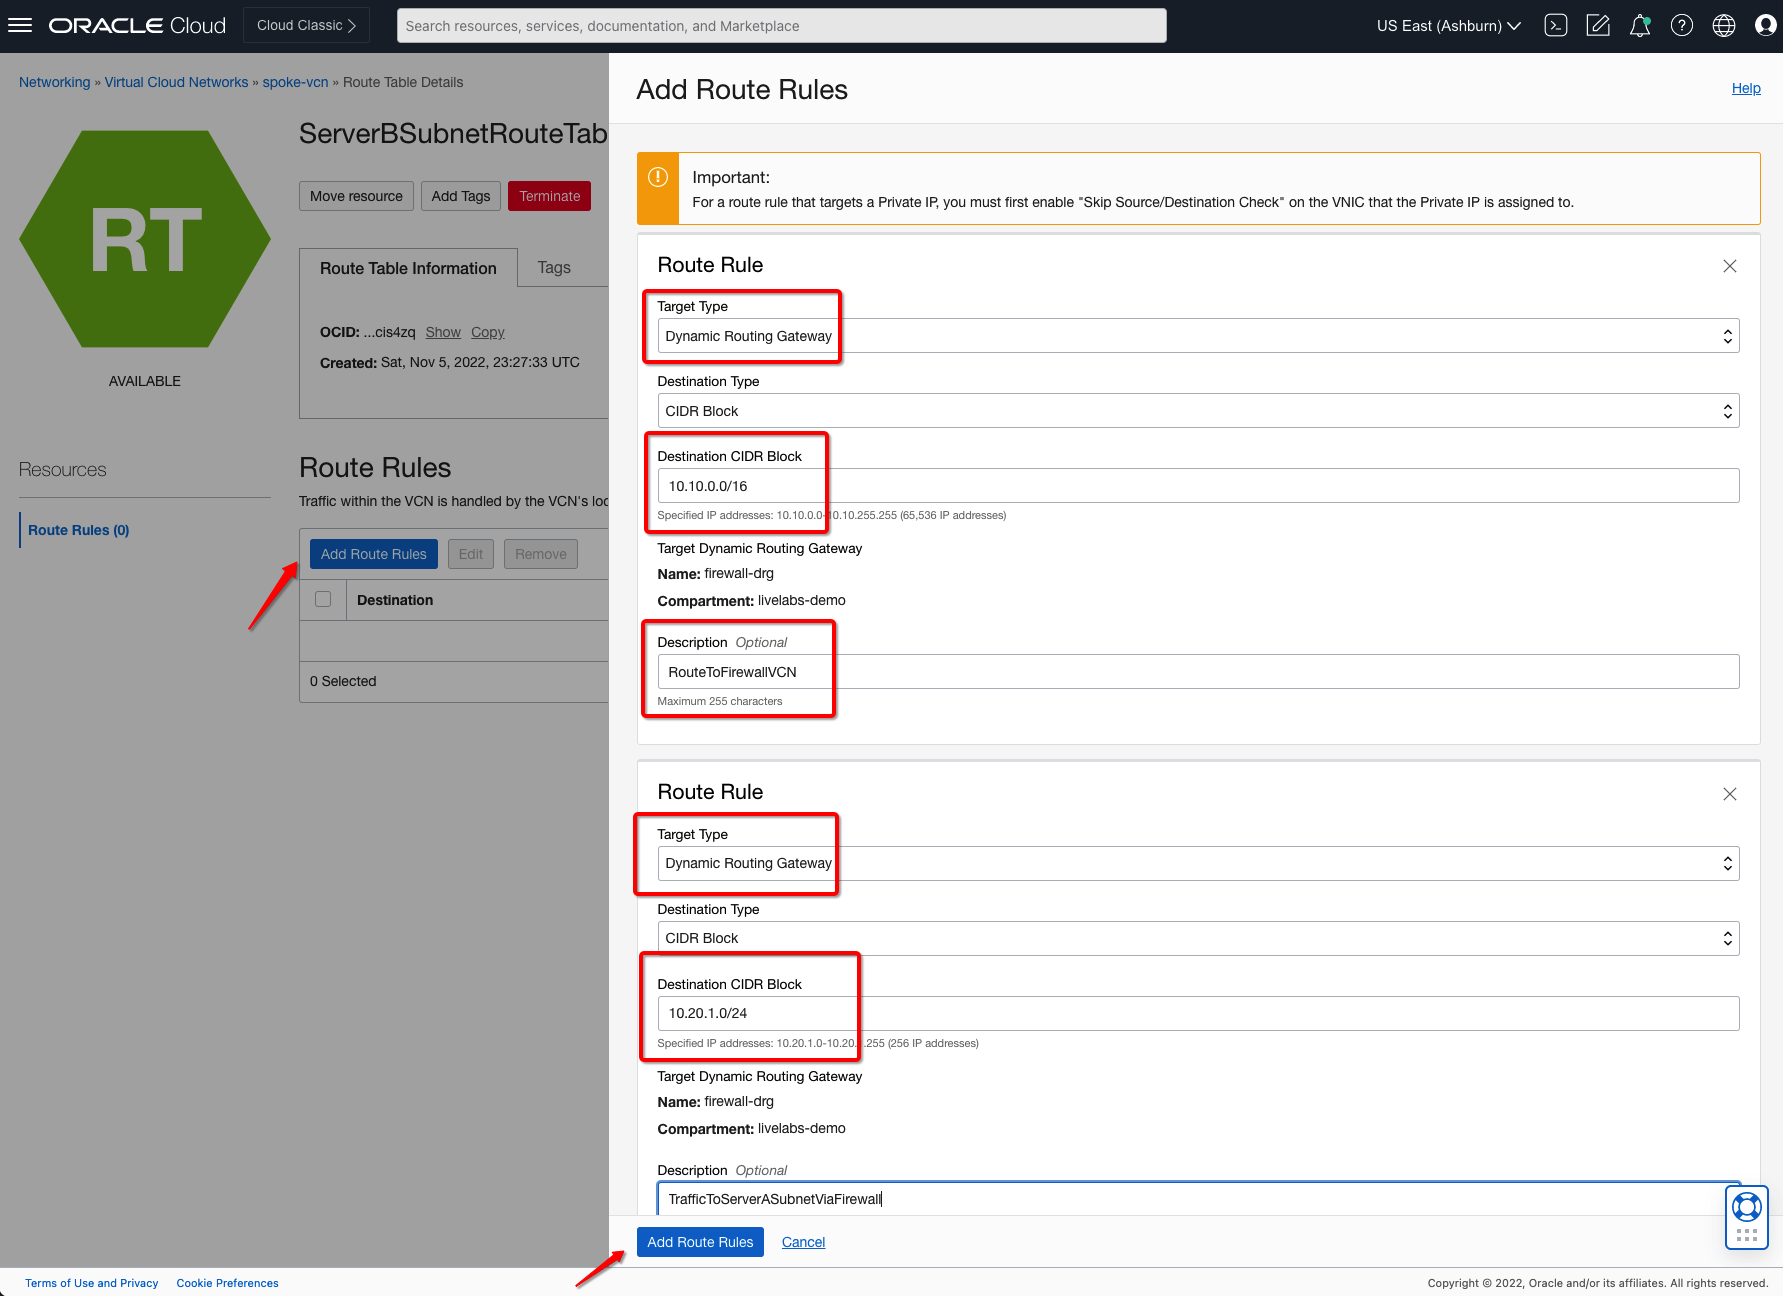 ORACLE Cloud
Cloud Classic
Search resources, services, documentation, and Marketplace
US East (Ashburn)
Networking » Virtual Cloud Networks » spoke-vcn » Route Table Details
RT
AVAILABLE
ServerBSubnetRouteTab
Move resource
Add Tags
Terminate
Route Table Information
Tags
OCID: ...cis4zq Show Copy
Created: Sat, Nov 5, 2022, 23:27:33 UTC
Resources
Route Rules (0)
Route Rules
Traffic within the VCN is handled by the VCN's loc
Add Route Rules
Edit
Remove
Destination
0 Selected
Add Route Rules
Help
Important:
For a route rule that targets a Private IP, you must first enable "Skip Source/Destination Check" on the VNIC that the Private IP is assigned to.
Route Rule
Target Type
Dynamic Routing Gateway
Destination Type
CIDR Block
Destination CIDR Block
10.10.0.0/16
Specified IP addresses: 10.10.0.0-10.10.255.255 (65,536 IP addresses)
Target Dynamic Routing Gateway
Name: firewall-drg
Compartment: livelabs-demo
Description Optional
RouteToFirewallVCN
Maximum 255 characters
Route Rule
Target Type
Dynamic Routing Gateway
Destination Type
CIDR Block
Destination CIDR Block
10.20.1.0/24
Specified IP addresses: 10.20.1.0-10.20.1.255 (256 IP addresses)
Target Dynamic Routing Gateway
Name: firewall-drg
Compartment: livelabs-demo
Description Optional
TrafficToServerASubnetViaFirewall
Add Route Rules
Cancel
Terms of Use and Privacy
Cookie Preferences
Copyright © 2022, Oracle and/or its affiliates. All rights reserved.